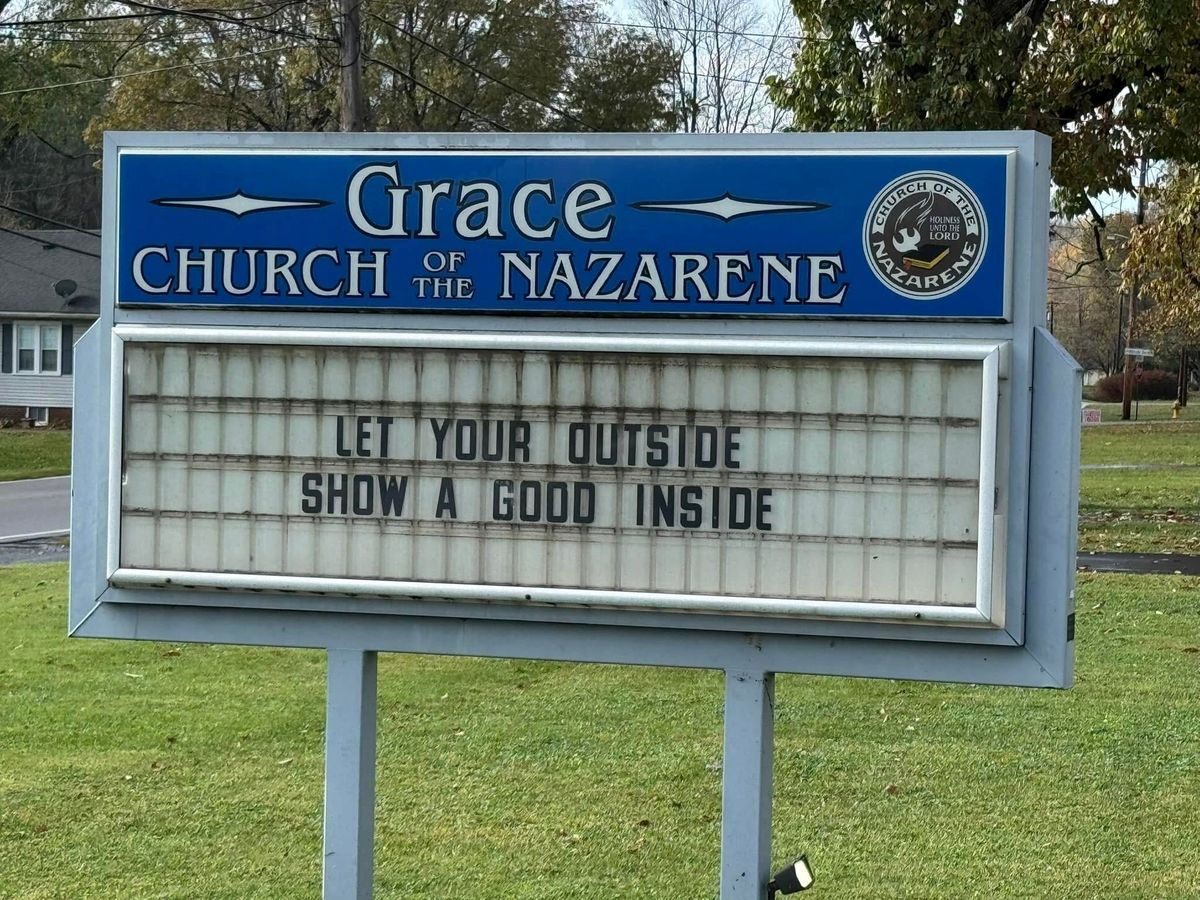 Grace
CHURCH OF THE NAZARENE
CHURCH OF THE
HOLINESS
UNTO THE
LORD
NAZARENE
LET YOUR OUTSIDE
SHOW A GOOD INSIDE